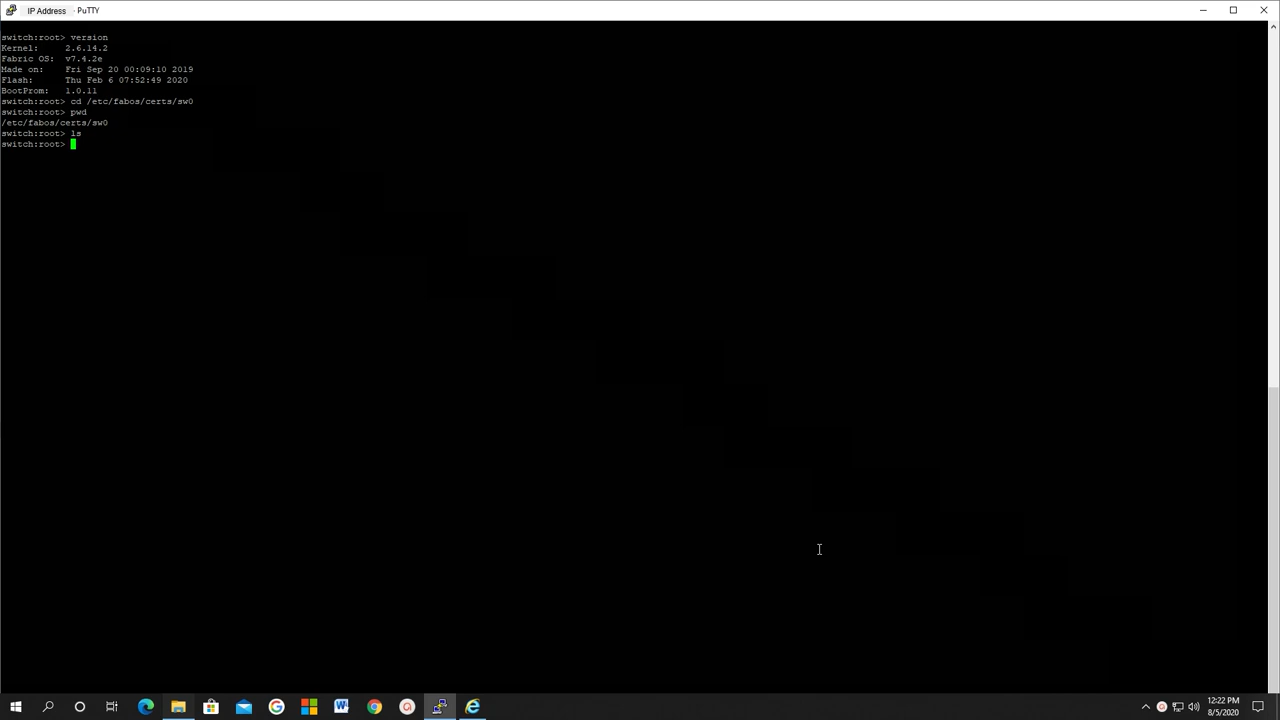 IP Address - PuTTY
switch:root> version
Kernel: 2.6.14.2
Fabric OS: v7.4.2e
Made on: Fri Sep 20 00:09:10 2019
Flash: Thu Feb 6 07:52:49 2020
BootProm: 1.0.11
switch:root> cd /etc/fabos/certs/sw0
switch:root> pwd
/etc/fabos/certs/sw0
switch:root> ls
switch:root>
12:22 PM
8/5/2020